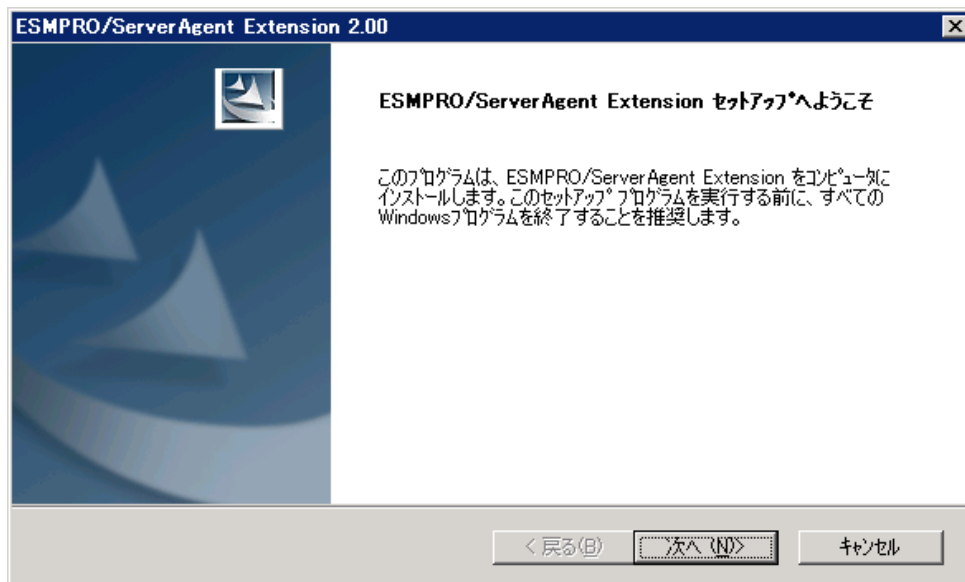 ESMPRO/ServerAgent Extension 2.00
ESMPRO/ServerAgent Extension ｾｯﾄｱｯﾌﾟへようこそ
このﾌﾟﾛｸﾞﾗﾑは、ESMPRO/ServerAgent Extension をｺﾝﾋﾟｭｰﾀに
ｲﾝｽﾄｰﾙします。このｾｯﾄｱｯﾌﾟ ﾌﾟﾛｸﾞﾗﾑを実行する前に、すべての
Windowsﾌﾟﾛｸﾞﾗﾑを終了することを推奨します。
< 戻る(B)
次へ (N)>
ｷｬﾝｾﾙ